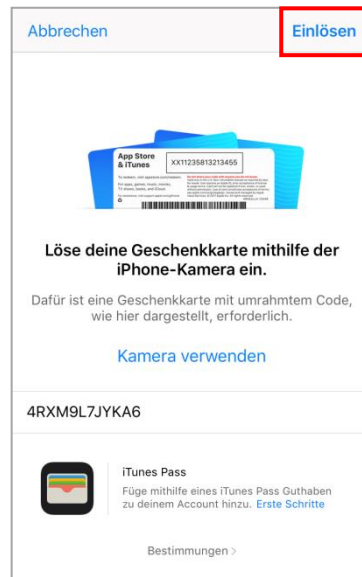 Abbrechen Einlösen
App Store
& iTunes
XX11235813213455
Löse deine Geschenkkarte mithilfe der
iPhone-Kamera ein.
Dafür ist eine Geschenkkarte mit umrahmtem Code,
wie hier dargestellt, erforderlich.
Kamera verwenden
4RXM9L7JYKA6
iTunes Pass
Füge mithilfe eines iTunes Pass Guthaben
zu deinem Account hinzu. Erste Schritte
Bestimmungen >